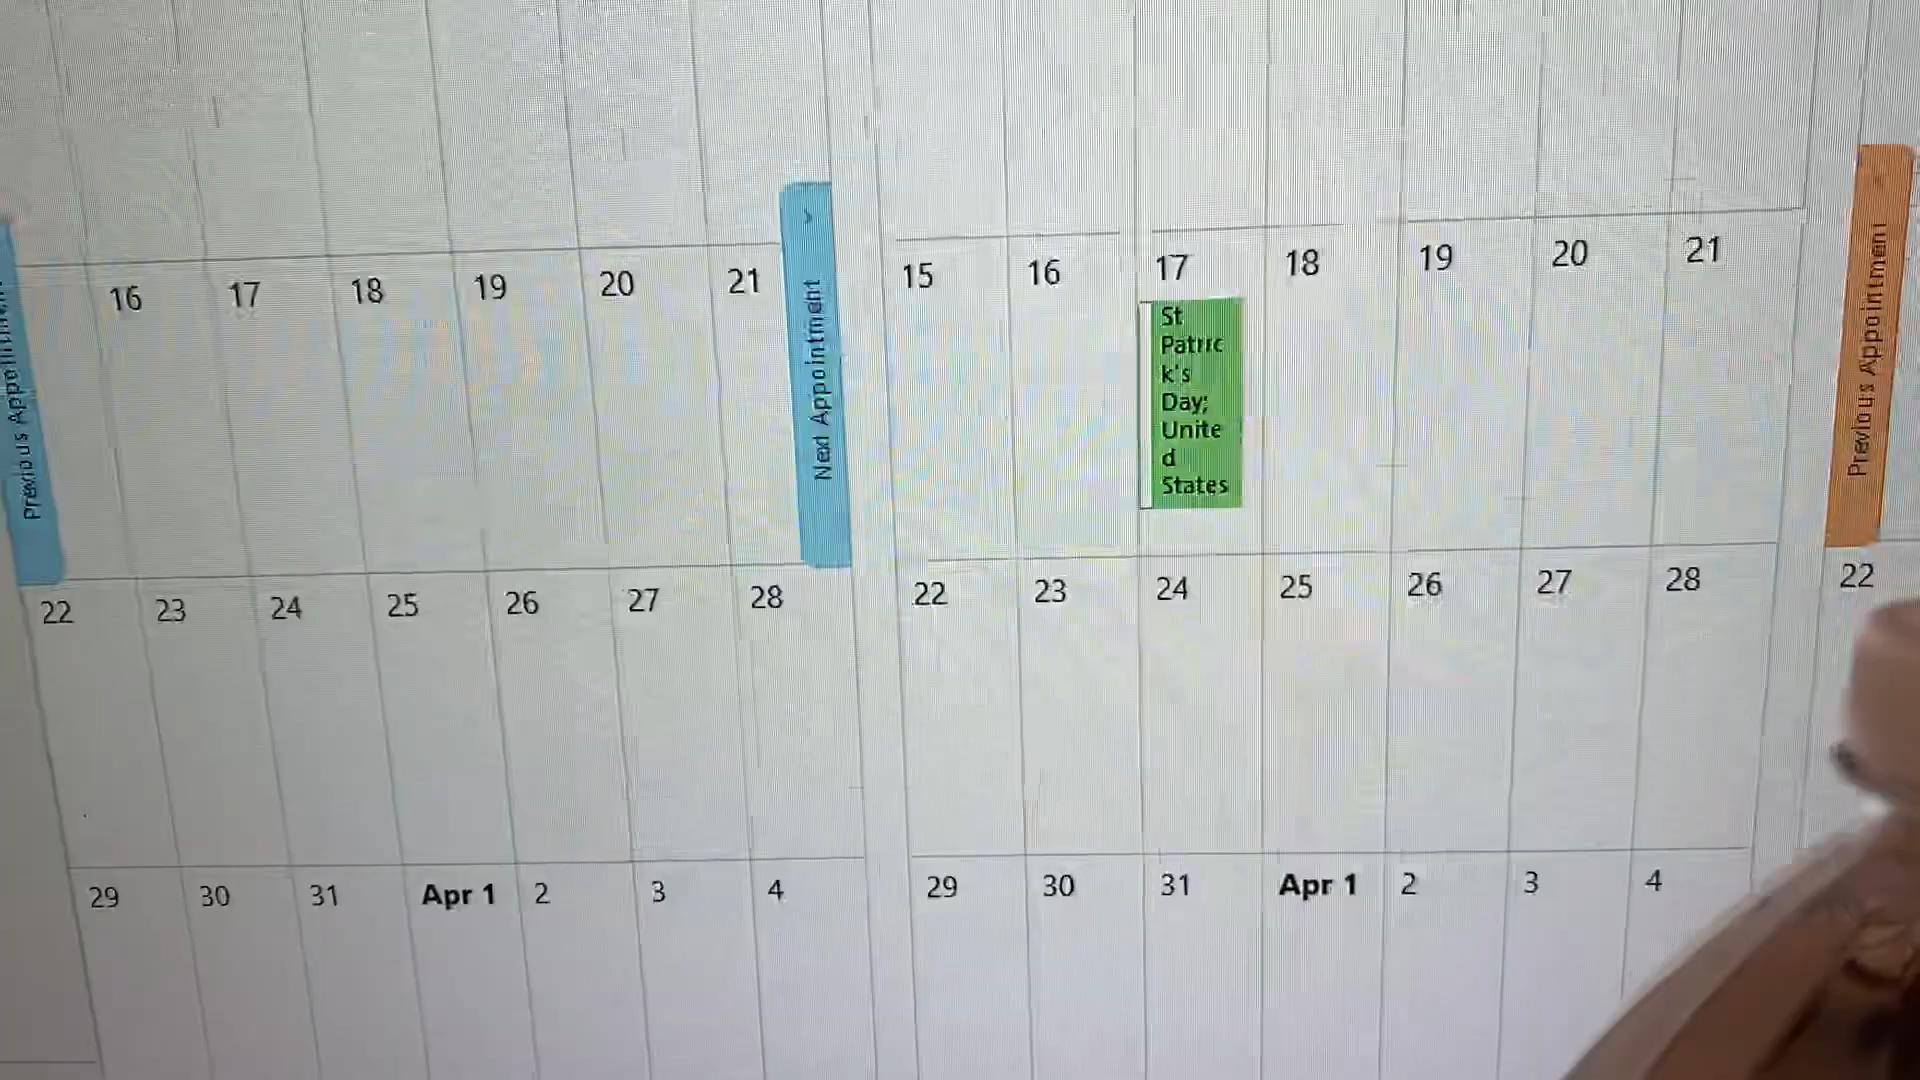 16 17 18 19 20 21
15 16 17 18 19 20 21
Next Appointment
St
Patric
k's
Day;
Unite
d
States
Previous Appointment
22 23 24 25 26 27 28
22 23 24 25 26 27 28
22
29 30 31 Apr 1 2 3 4
29 30 31 Apr 1 2 3 4